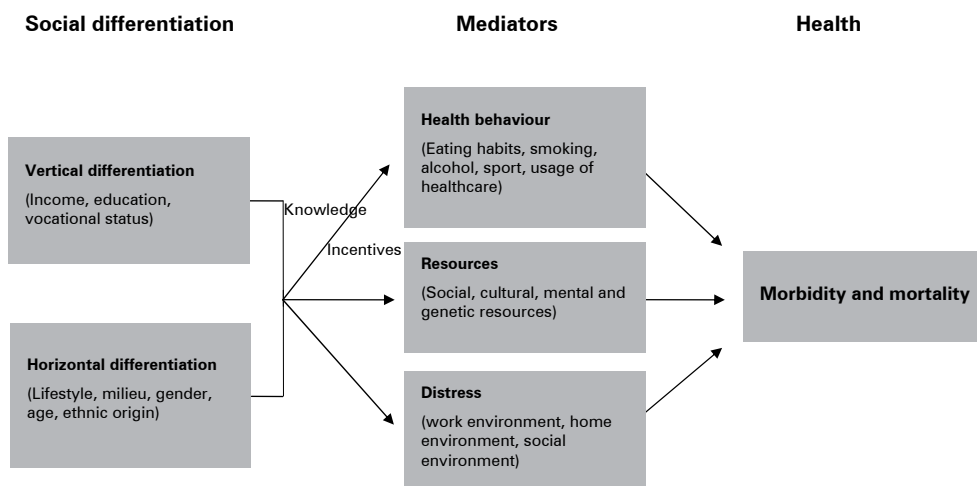 Social differentiation
Mediators
Health
Vertical differentiation
(Income, education,
vocational status)
Horizontal differentiation
(Lifestyle, milieu, gender,
age, ethnic origin)
Knowledge
Incentives
Health behaviour
(Eating habits, smoking,
alcohol, sport, usage of
healthcare)
Resources
(Social, cultural, mental and
genetic resources)
Distress
(work environment, home
environment, social
environment)
Morbidity and mortality